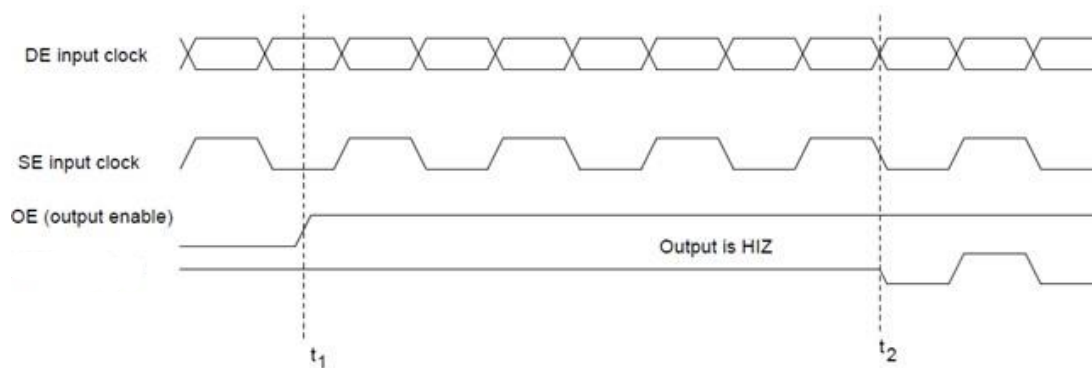 DE input clock
SE input clock
OE (output enable)
Output is HIZ
t1
t2